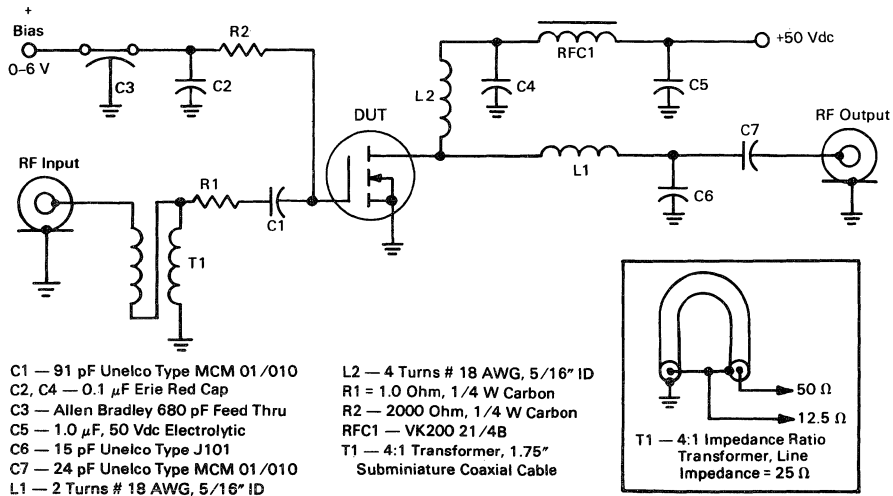 +
Bias
0–6 V
C3
C2
R2
RF Input
R1
C1
T1
DUT
L2
C4
RFC1
C5
+50 Vdc
L1
C6
C7
RF Output
C1 — 91 pF Unelco Type MCM 01/010
C2, C4 — 0.1 μF Erie Red Cap
C3 — Allen Bradley 680 pF Feed Thru
C5 — 1.0 μF, 50 Vdc Electrolytic
C6 — 15 pF Unelco Type J101
C7 — 24 pF Unelco Type MCM 01/010
L1 — 2 Turns # 18 AWG, 5/16″ ID
L2 — 4 Turns # 18 AWG, 5/16″ ID
R1 = 1.0 Ohm, 1/4 W Carbon
R2 — 2000 Ohm, 1/4 W Carbon
RFC1 — VK200 21/4B
T1 — 4:1 Transformer, 1.75″
Subminiature Coaxial Cable
50 Ω
12.5 Ω
T1 — 4:1 Impedance Ratio
Transformer, Line
Impedance = 25 Ω